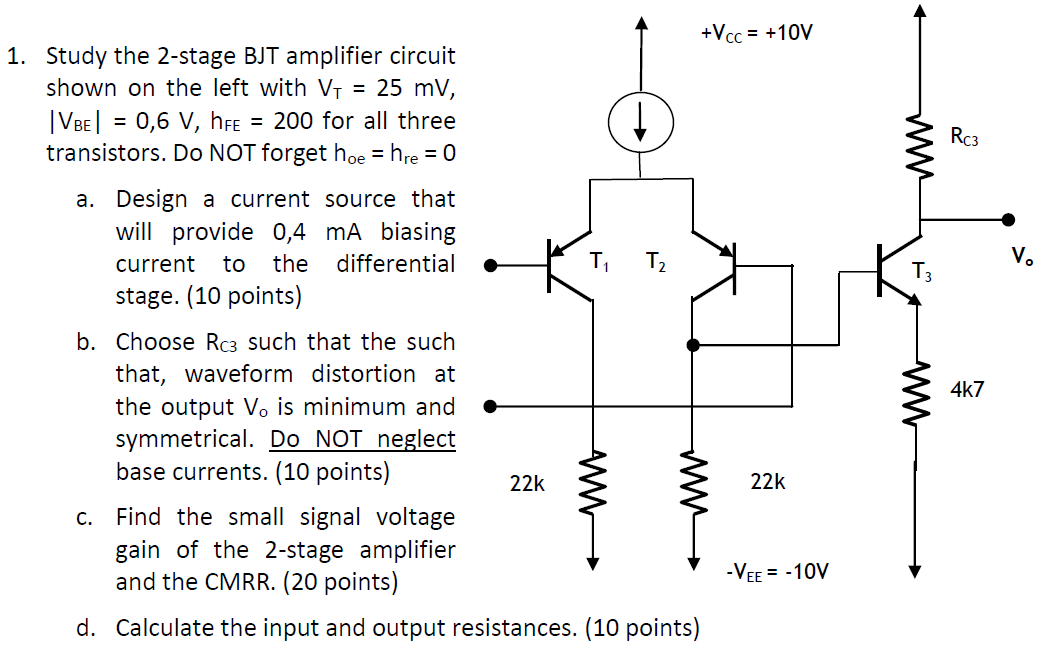 1. Study the 2-stage BJT amplifier circuit
shown on the left with VT = 25 mV,
|VBE| = 0,6 V, hFE = 200 for all three
transistors. Do NOT forget hoe = hre = 0
a. Design a current source that
will provide 0,4 mA biasing
current to the differential
stage. (10 points)
b. Choose RC3 such that the such
that, waveform distortion at
the output Vo is minimum and
symmetrical. Do NOT neglect
base currents. (10 points)
c. Find the small signal voltage
gain of the 2-stage amplifier
and the CMRR. (20 points)
d. Calculate the input and output resistances. (10 points)
+VCC = +10V
RC3
T1
T2
T3
Vo
4k7
22k
22k
-VEE = -10V